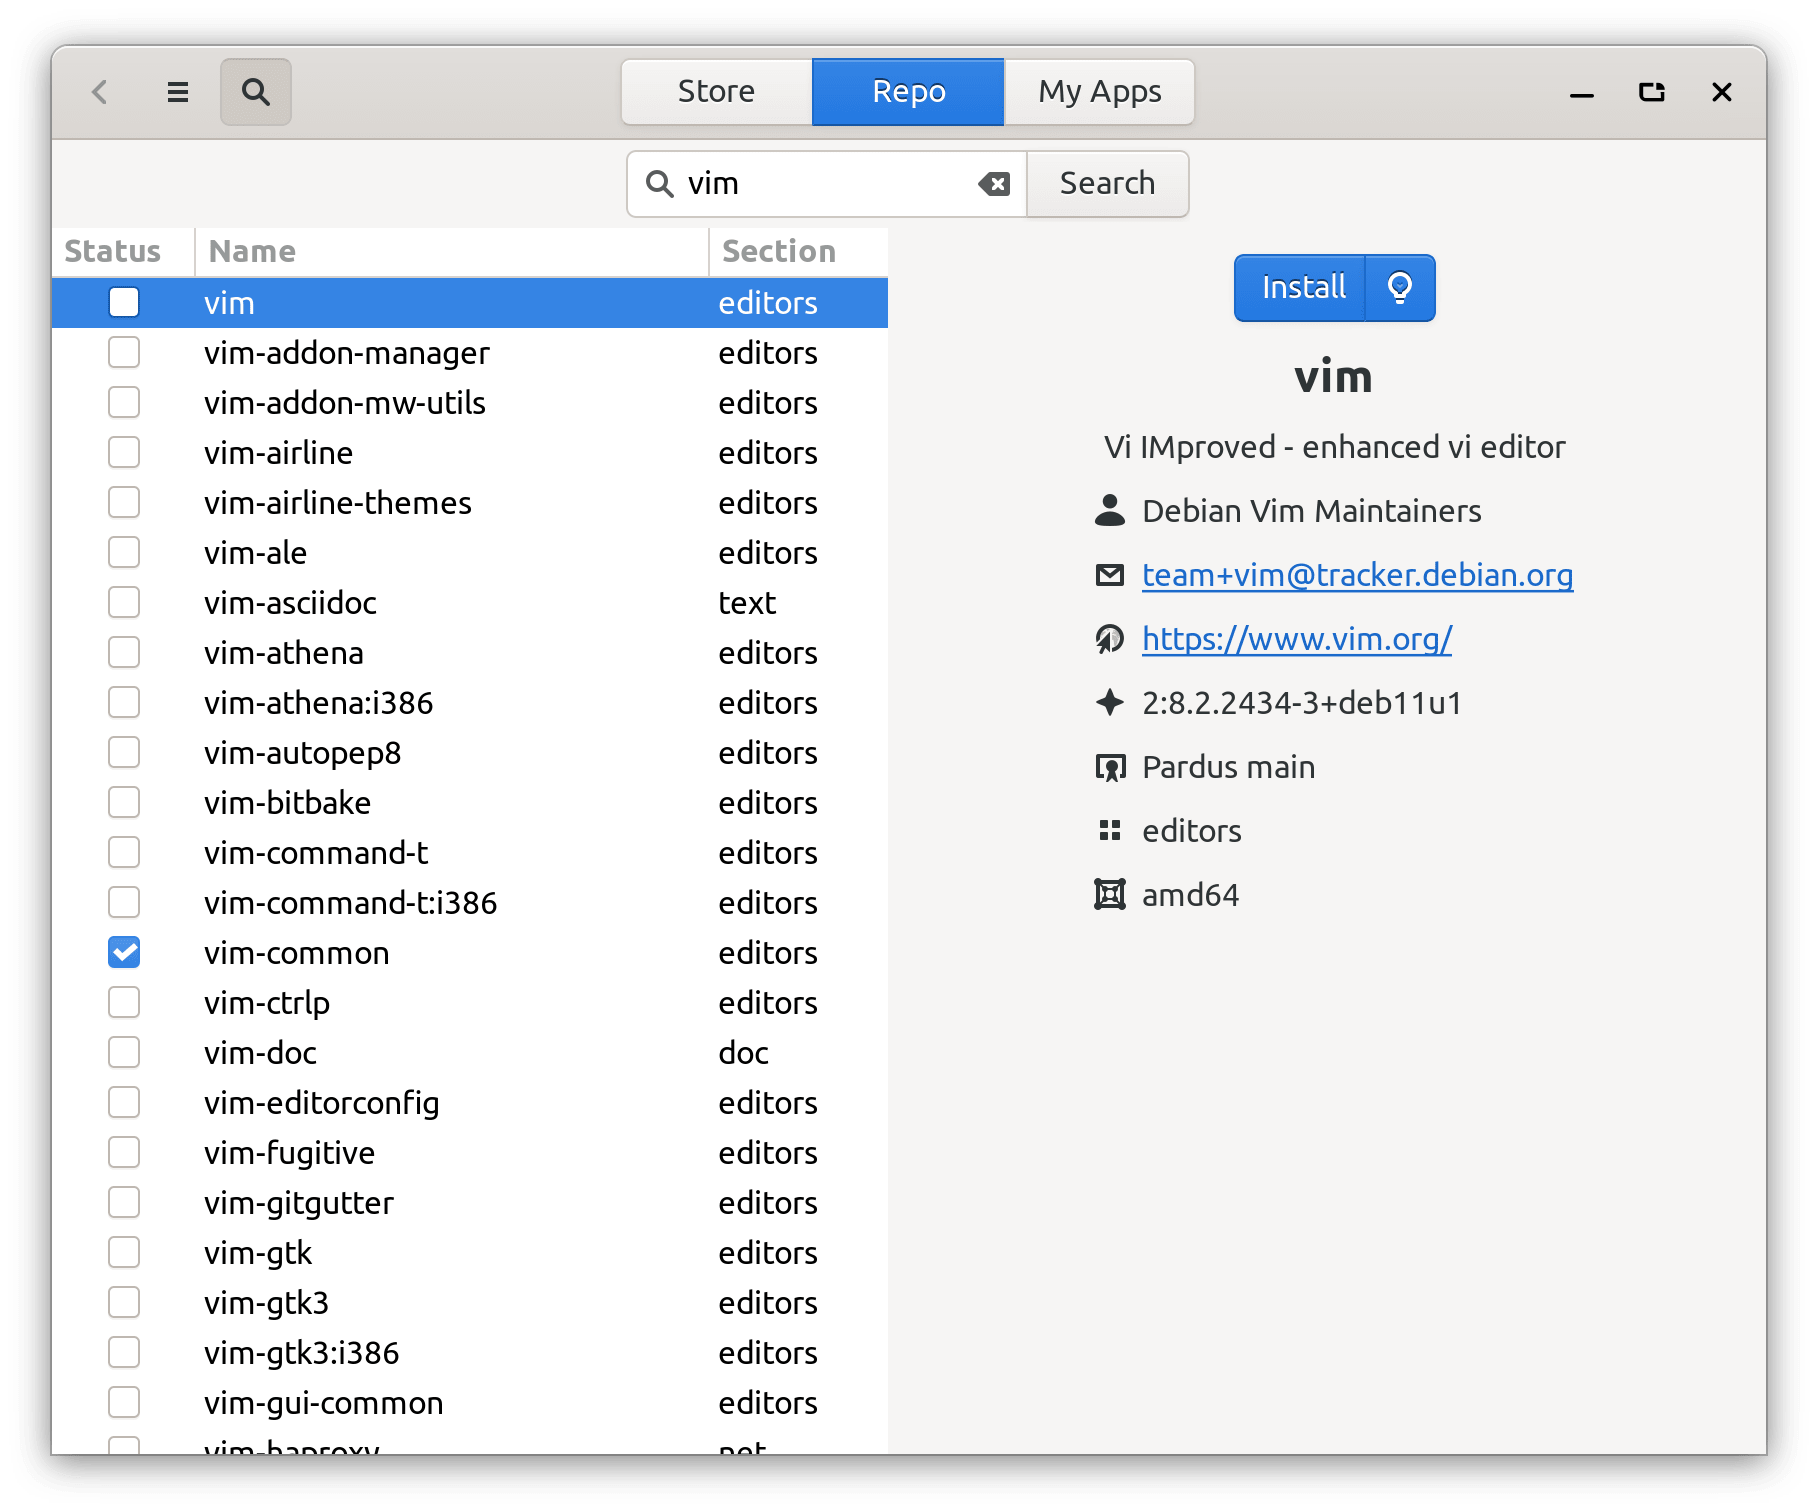 Store Repo My Apps
vim Search
Status Name Section
vim editors
vim-addon-manager editors
vim-addon-mw-utils editors
vim-airline editors
vim-airline-themes editors
vim-ale editors
vim-asciidoc text
vim-athena editors
vim-athena:i386 editors
vim-autopep8 editors
vim-bitbake editors
vim-command-t editors
vim-command-t:i386 editors
vim-common editors
vim-ctrlp editors
vim-doc doc
vim-editorconfig editors
vim-fugitive editors
vim-gitgutter editors
vim-gtk editors
vim-gtk3 editors
vim-gtk3:i386 editors
vim-gui-common editors
vim-haproxy net
Install
vim
Vi IMproved - enhanced vi editor
Debian Vim Maintainers
team+vim@tracker.debian.org
https://www.vim.org/
2:8.2.2434-3+deb11u1
Pardus main
editors
amd64